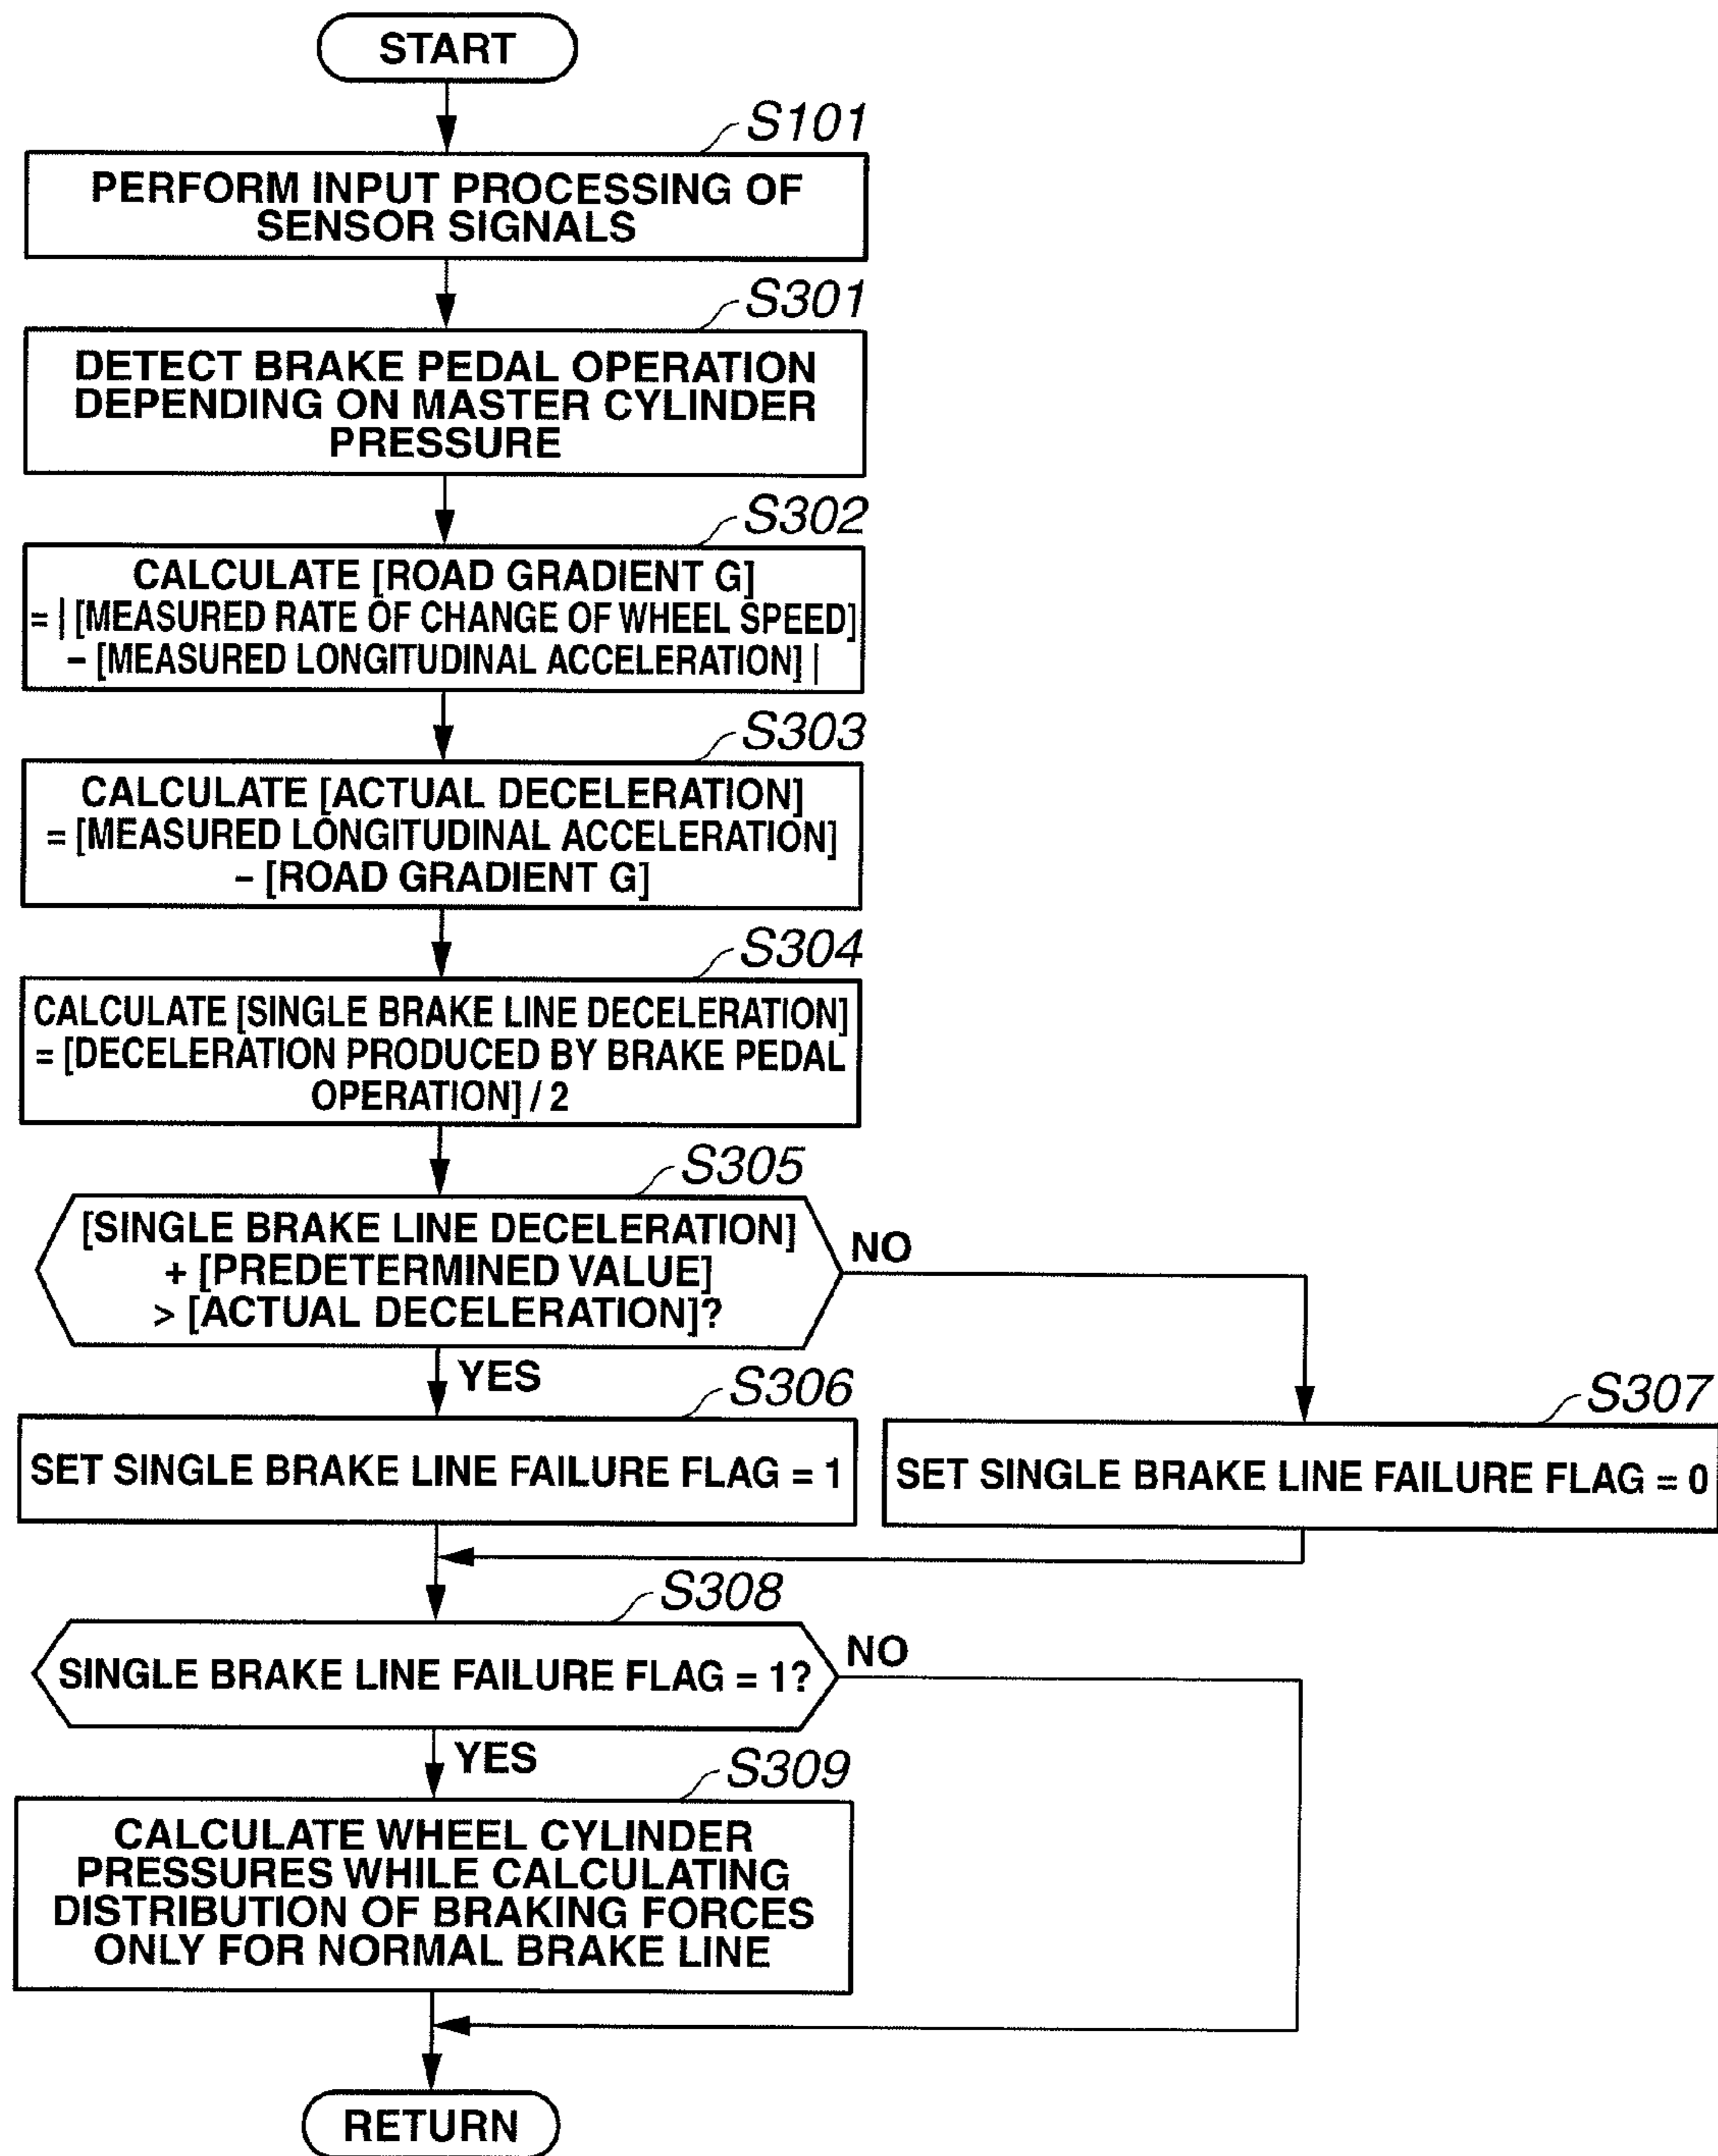 START
S101
PERFORM INPUT PROCESSING OF
SENSOR SIGNALS
S301
DETECT BRAKE PEDAL OPERATION
DEPENDING ON MASTER CYLINDER
PRESSURE
S302
CALCULATE [ROAD GRADIENT G]
= | [MEASURED RATE OF CHANGE OF WHEEL SPEED]
– [MEASURED LONGITUDINAL ACCELERATION] |
S303
CALCULATE [ACTUAL DECELERATION]
= [MEASURED LONGITUDINAL ACCELERATION]
– [ROAD GRADIENT G]
S304
CALCULATE [SINGLE BRAKE LINE DECELERATION]
= [DECELERATION PRODUCED BY BRAKE PEDAL
OPERATION] / 2
S305
[SINGLE BRAKE LINE DECELERATION]
+ [PREDETERMINED VALUE]
> [ACTUAL DECELERATION]?
NO
YES
S306
SET SINGLE BRAKE LINE FAILURE FLAG = 1
S307
SET SINGLE BRAKE LINE FAILURE FLAG = 0
S308
SINGLE BRAKE LINE FAILURE FLAG = 1?
NO
YES
S309
CALCULATE WHEEL CYLINDER
PRESSURES WHILE CALCULATING
DISTRIBUTION OF BRAKING FORCES
ONLY FOR NORMAL BRAKE LINE
RETURN